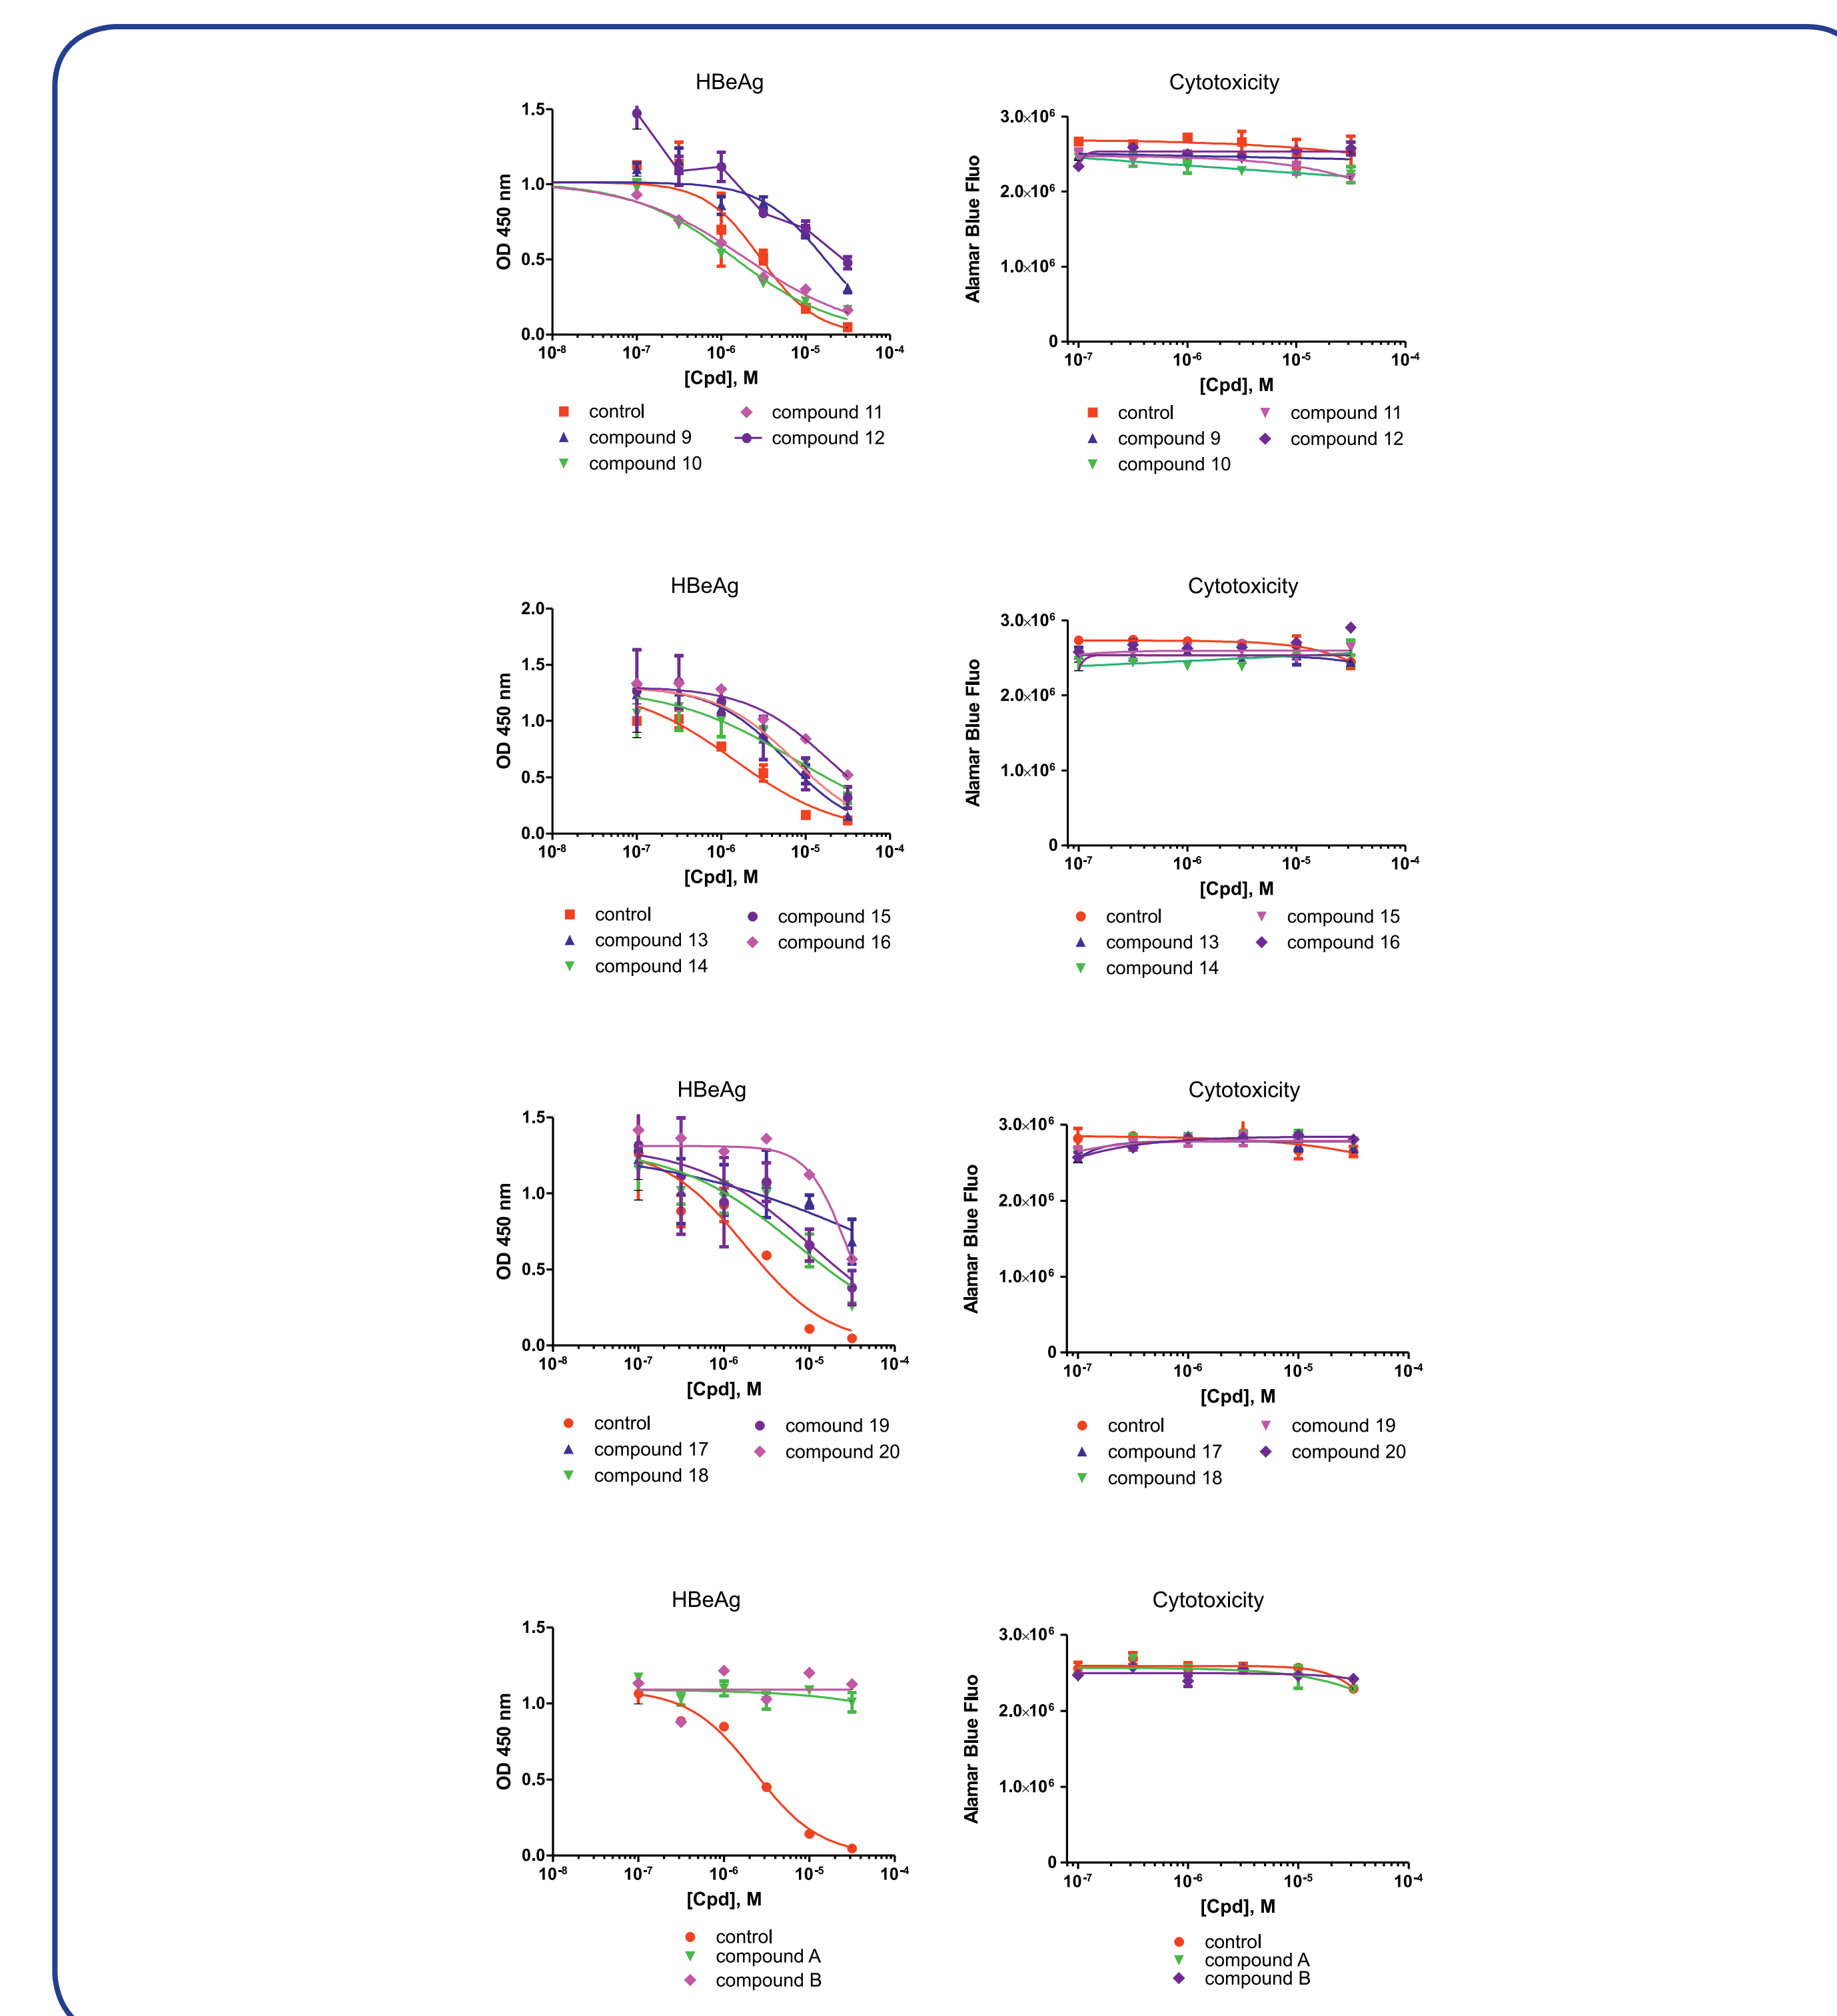 HBeAg
1.5
1.0
0.5
0.0
OD 450 nm
10-8 10-7 10-6 10-5 10-4
[Cpd], M
control
compound 9
compound 10
compound 11
compound 12
Cytotoxicity
3.0×106
2.0×106
1.0×106
0
Alamar Blue Fluo
10-7 10-6 10-5 10-4
[Cpd], M
control
compound 9
compound 10
compound 11
compound 12
HBeAg
2.0
1.5
1.0
0.5
0.0
OD 450 nm
10-8 10-7 10-6 10-5 10-4
[Cpd], M
control
compound 13
compound 14
compound 15
compound 16
Cytotoxicity
3.0×106
2.0×106
1.0×106
0
Alamar Blue Fluo
10-7 10-6 10-5 10-4
[Cpd], M
control
compound 13
compound 14
compound 15
compound 16
HBeAg
1.5
1.0
0.5
0.0
OD 450 nm
10-8 10-7 10-6 10-5 10-4
[Cpd], M
control
compound 17
compound 18
comound 19
compound 20
Cytotoxicity
3.0×106
2.0×106
1.0×106
0
Alamar Blue Fluo
10-7 10-6 10-5 10-4
[Cpd], M
control
compound 17
compound 18
comound 19
compound 20
HBeAg
1.5
1.0
0.5
0.0
OD 450 nm
10-8 10-7 10-6 10-5 10-4
[Cpd], M
control
compound A
compound B
Cytotoxicity
3.0×106
2.0×106
1.0×106
0
Alamar Blue Fluo
10-7 10-6 10-5 10-4
[Cpd], M
control
compound A
compound B